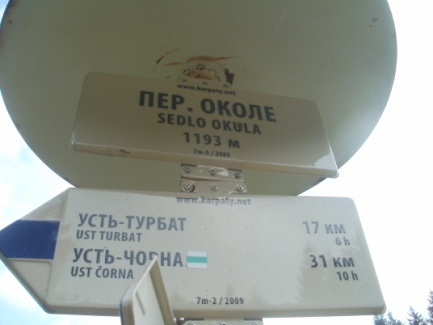 www.karpaty.net
ПЕР. ОКОЛЕ
SEDLO OKULA
1193 м
7m-1 / 2009
www.karpaty.net
УСТЬ-ТУРБАТ 17 КМ
UST TURBAT 6 h
УСТЬ-ЧОРНА 31 КМ
UST ČORNA 10 h
7m-2 / 2009